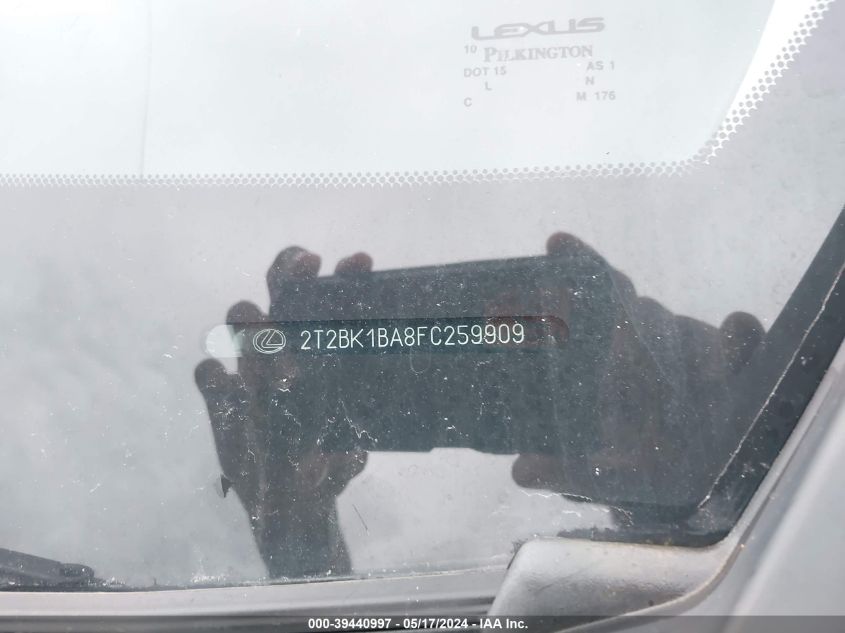 LEXUS
10 PILKINGTON
DOT 15 AS 1
L N
C M 176
2T2BK1BA8FC259909
000-39440997 - 05/17/2024 - IAA Inc.